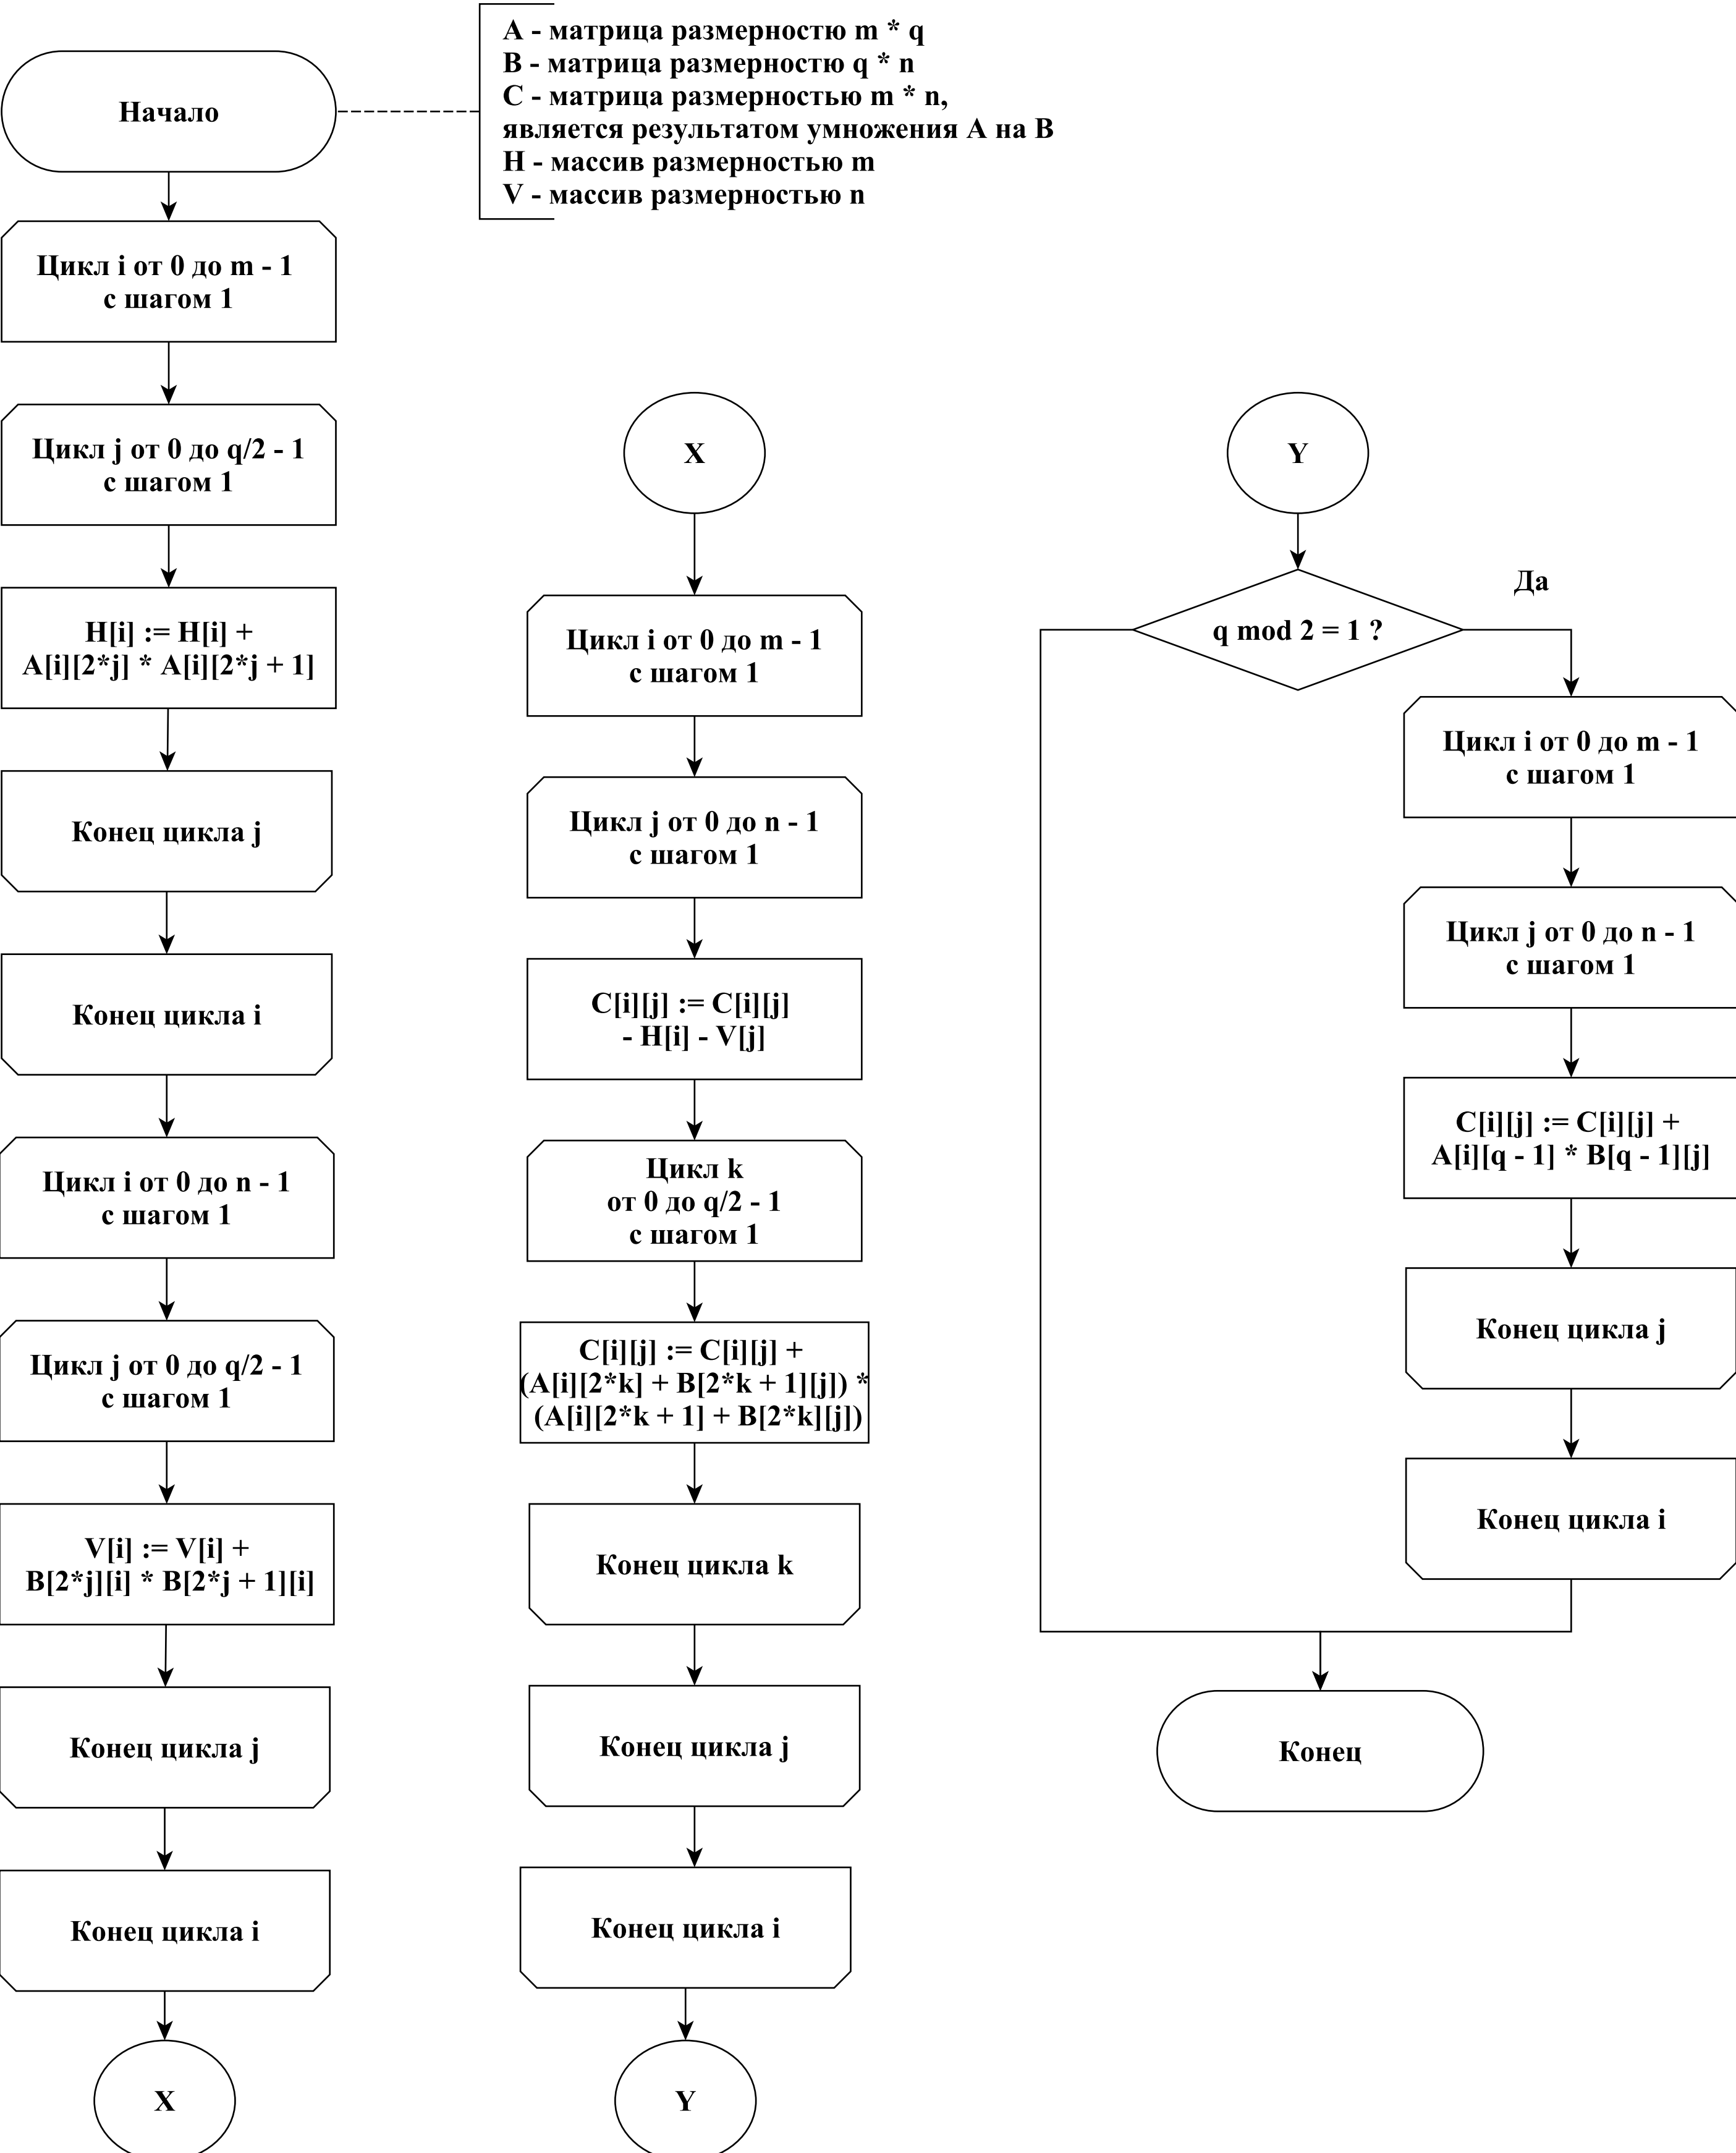 Начало
A - матрица размерностю m * q
B - матрица размерностю q * n
C - матрица размерностью m * n,
является результатом умножения A на B
H - массив размерностью m
V - массив размерностью n
Цикл i от 0 до m - 1
с шагом 1
Цикл j от 0 до q/2 - 1
с шагом 1
H[i] := H[i] +
A[i][2*j] * A[i][2*j + 1]
Конец цикла j
Конец цикла i
Цикл i от 0 до n - 1
с шагом 1
Цикл j от 0 до q/2 - 1
с шагом 1
V[i] := V[i] +
B[2*j][i] * B[2*j + 1][i]
Конец цикла j
Конец цикла i
X
X
Цикл i от 0 до m - 1
с шагом 1
Цикл j от 0 до n - 1
с шагом 1
C[i][j] := C[i][j]
- H[i] - V[j]
Цикл k
от 0 до q/2 - 1
с шагом 1
C[i][j] := C[i][j] +
(A[i][2*k] + B[2*k + 1][j]) *
(A[i][2*k + 1] + B[2*k][j])
Конец цикла k
Конец цикла j
Конец цикла i
Y
Y
q mod 2 = 1 ?
Да
Цикл i от 0 до m - 1
с шагом 1
Цикл j от 0 до n - 1
с шагом 1
C[i][j] := C[i][j] +
A[i][q - 1] * B[q - 1][j]
Конец цикла j
Конец цикла i
Конец